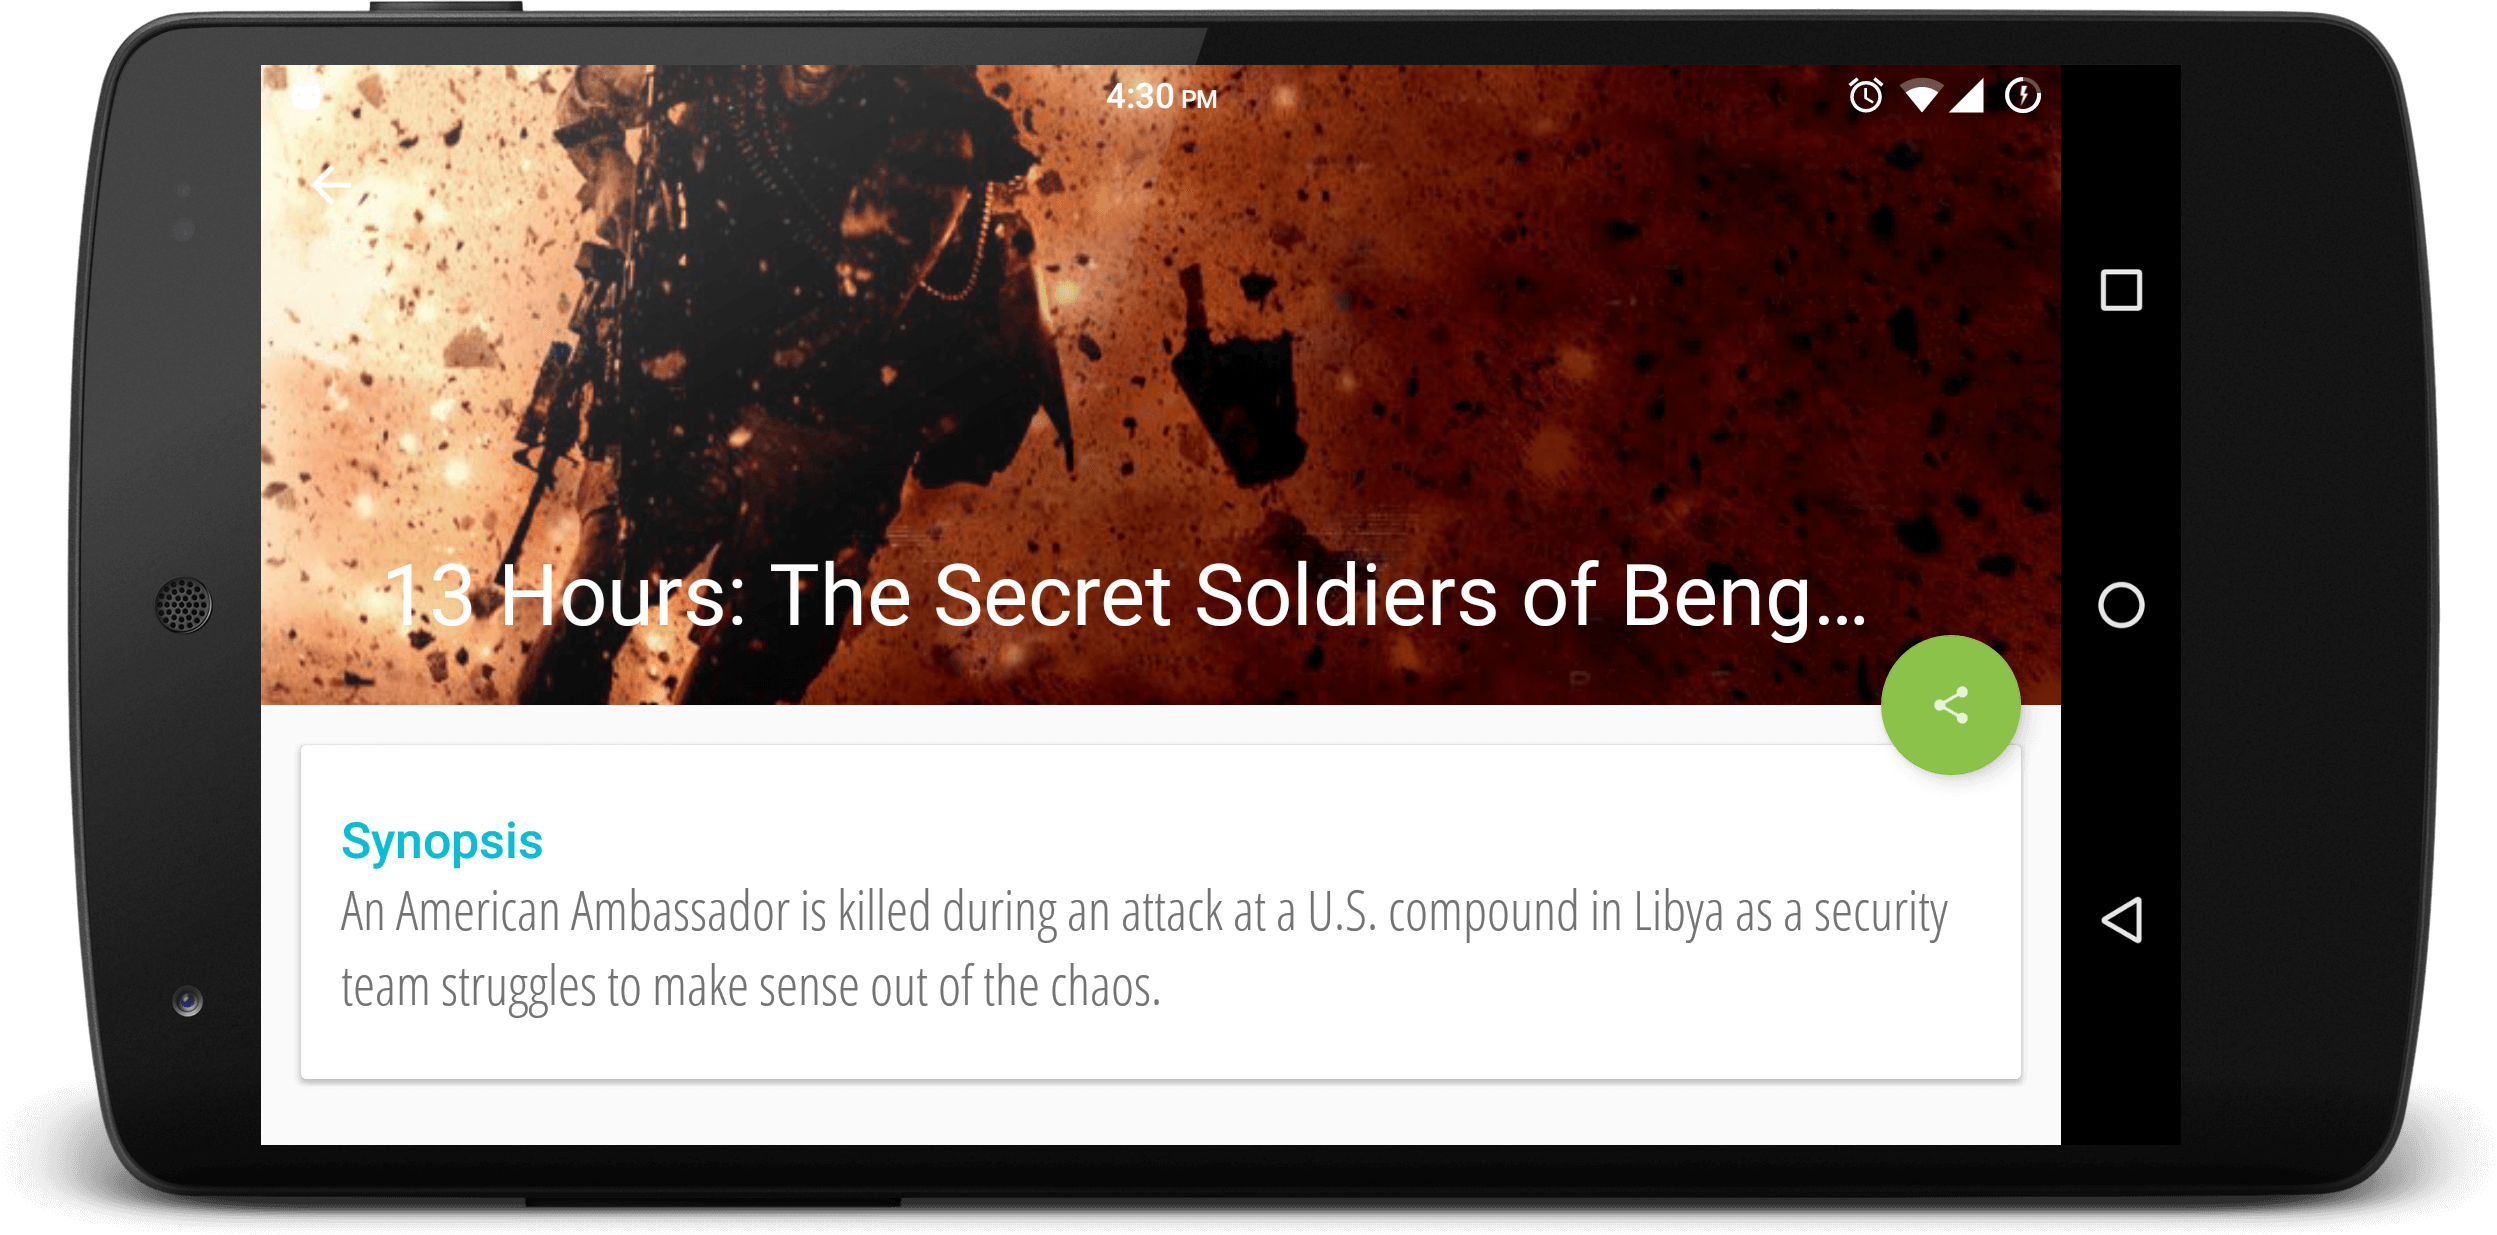 4:30 PM
13 Hours: The Secret Soldiers of Beng...
Synopsis
An American Ambassador is killed during an attack at a U.S. compound in Libya as a security
team struggles to make sense out of the chaos.